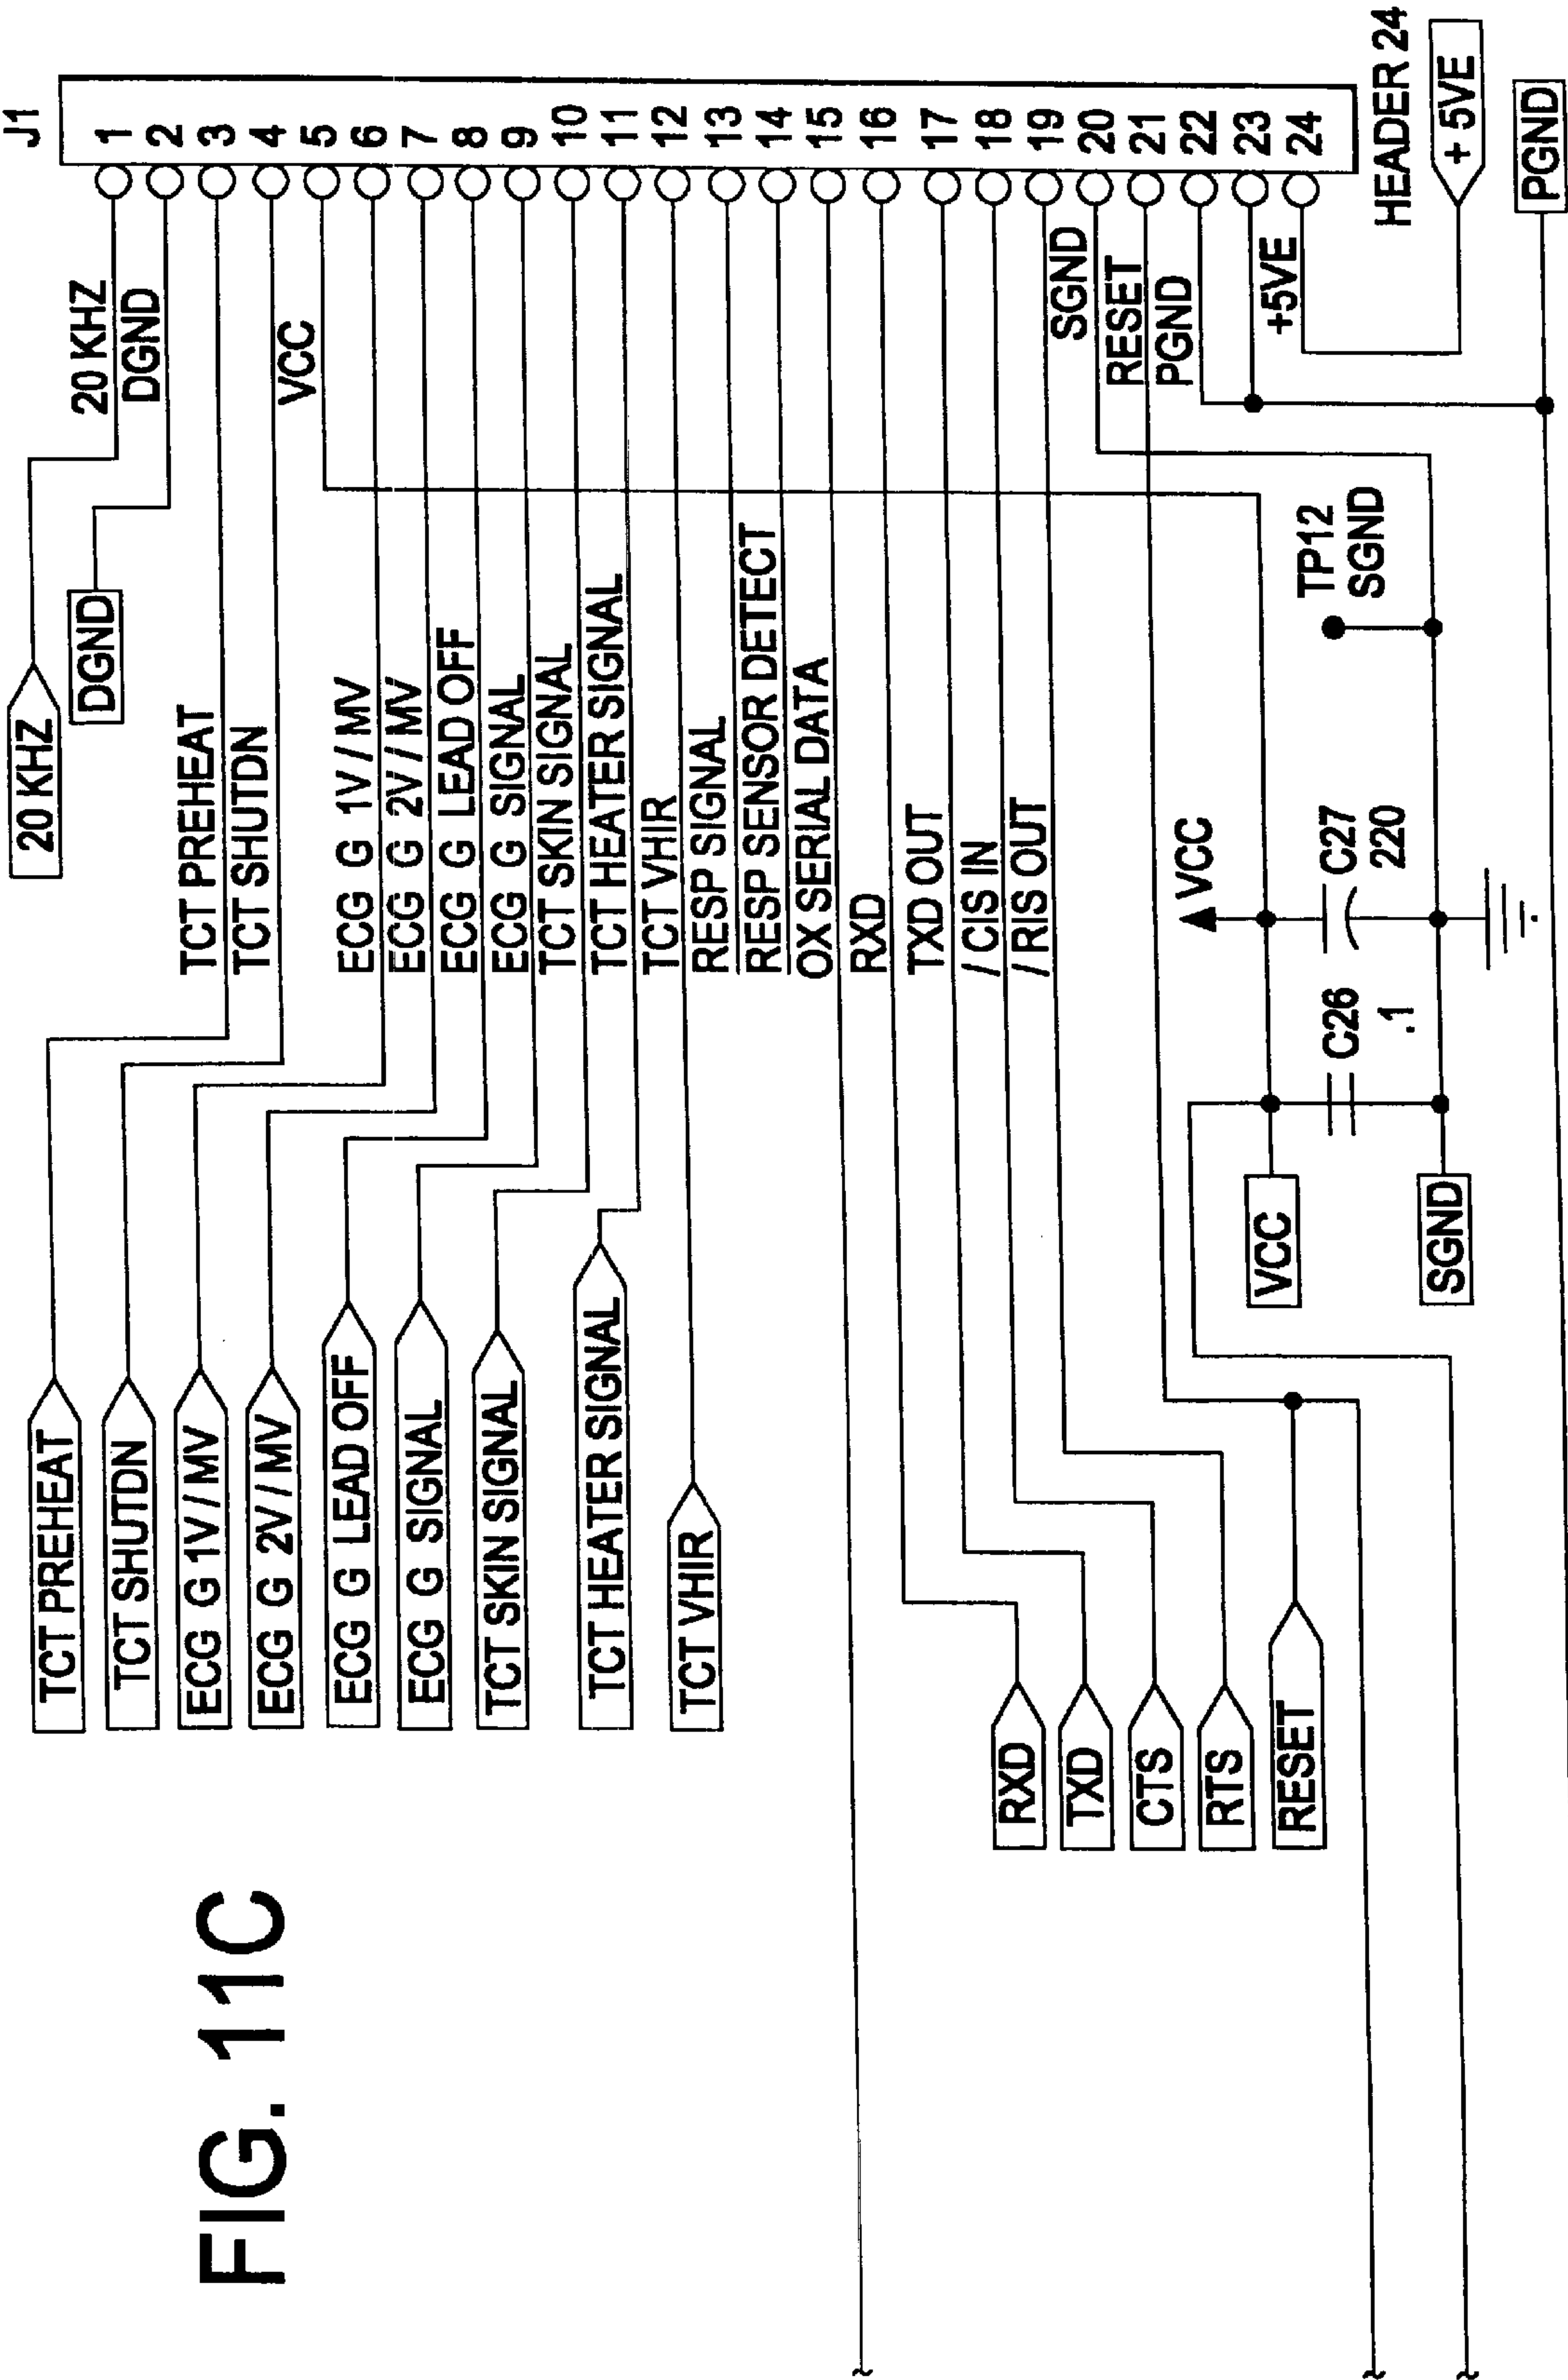 FIG. 11C
J1
1
2
3
4
5
6
7
8
9
10
11
12
13
14
15
16
17
18
19
20
21
22
23
24
HEADER 24
20 KHZ
DGND
20 KHZ
DGND
VCC
TCT PREHEAT
TCT SHUTDN
ECG G 1V / MV
ECG G 2V / MV
ECG G LEAD OFF
ECG G SIGNAL
TCT SKIN SIGNAL
TCT HEATER SIGNAL
TCT VHIR
RESP SIGNAL
RESP SENSOR DETECT
OX SERIAL DATA
RXD
TXD OUT
/ CIS IN
/ RIS OUT
SGND
RESET
PGND
+5VE
+ 5VE
PGND
TCT PREHEAT
TCT SHUTDN
ECG G 1V / MV
ECG G 2V / MV
ECG G LEAD OFF
ECG G SIGNAL
TCT SKIN SIGNAL
TCT HEATER SIGNAL
TCT VHIR
RXD
TXD
CTS
RTS
RESET
VCC
VCC
SGND
C26
.1
C27
220
TP12
SGND